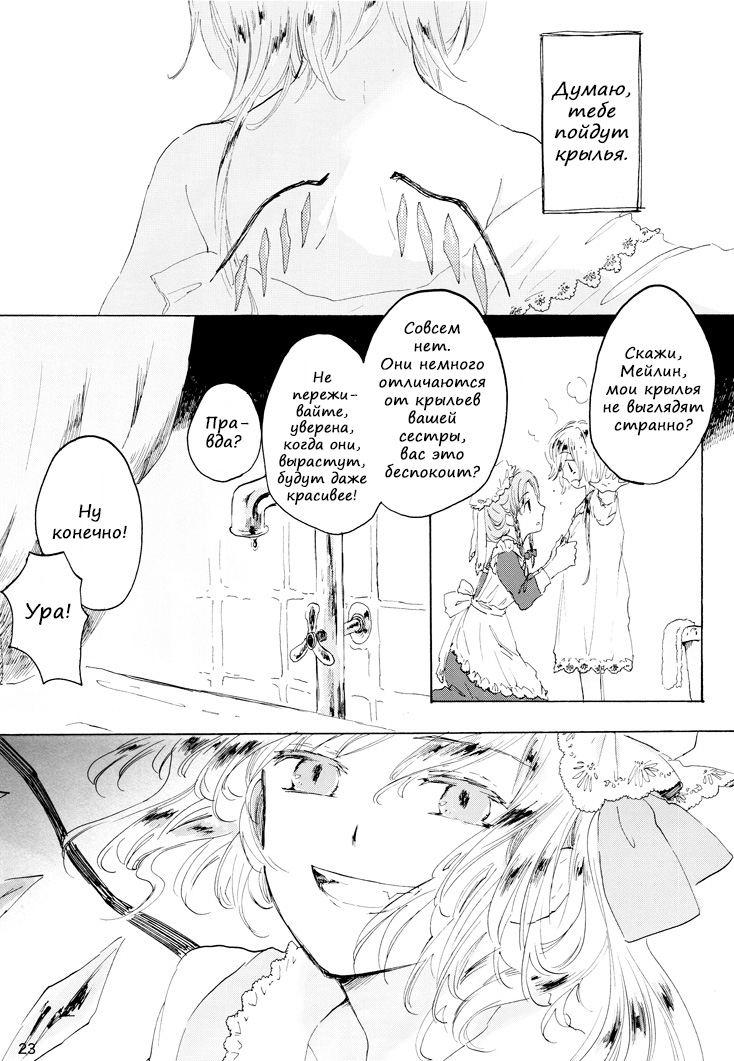 Думаю,
тебе
пойдут
крылья.
Скажи,
Мейлин,
мои крылья
не выглядят
странно?
Совсем
нет.
Они немного
отличаются
от крыльев
вашей
сестры,
вас это
беспокоит?
Не
пережи-
вайте,
уверена,
когда они,
вырастут,
будут даже
красивее!
Пра-
вда?
Ну
конечно!
Ура!
23